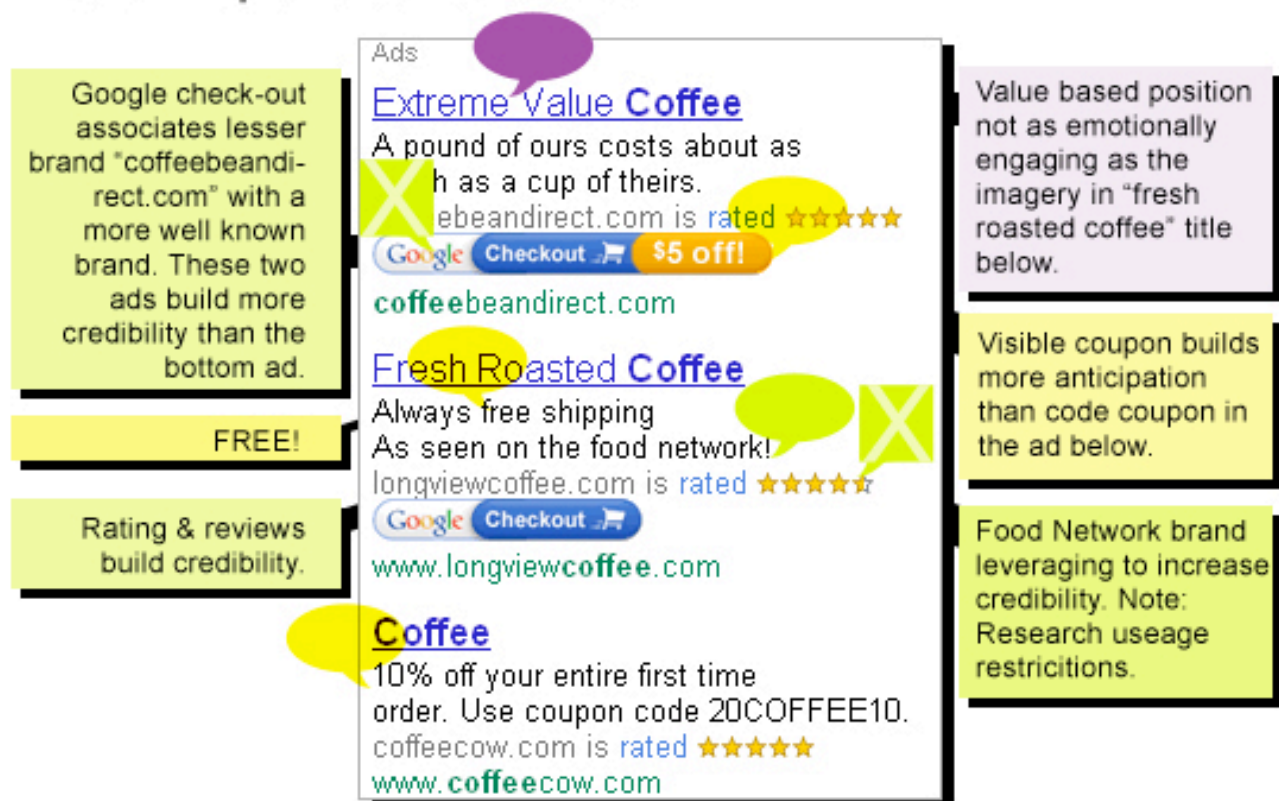 Google check-out
associates lesser
brand "coffeebeandi-
rect.com" with a
more well known
brand. These two
ads build more
credibility than the
bottom ad.
FREE!
Rating & reviews
build credibility.
Ads
Extreme Value Coffee
A pound of ours costs about as
h as a cup of theirs.
X
ebeandirect.com is rated
Google Checkout $5 off!
coffeebeandirect.com
Fresh Roasted Coffee
Always free shipping
As seen on the food network!
X
longviewcoffee.com is rated
Google Checkout
www.longviewcoffee.com
Coffee
10% off your entire first time
order. Use coupon code 20COFFEE10.
coffeecow.com is rated
www.coffeecow.com
Value based position
not as emotionally
engaging as the
imagery in "fresh
roasted coffee" title
below.
Visible coupon builds
more anticipation
than code coupon in
the ad below.
Food Network brand
leveraging to increase
credibility. Note:
Research useage
restricitions.